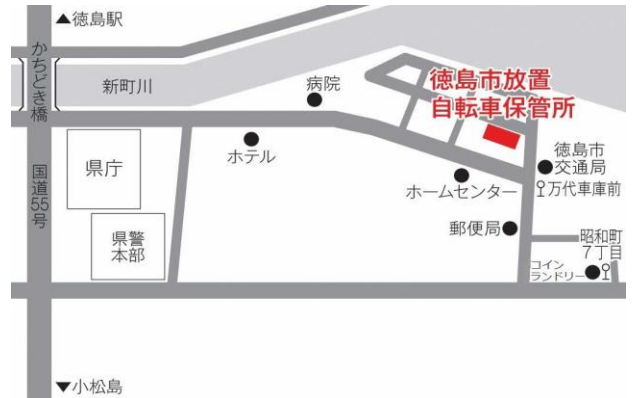 ▲徳島駅
かちどき橋
新町川
病院
徳島市放置
自転車保管所
県庁
ホテル
徳島市
交通局
ホームセンター
万代車庫前
国道55号
県警
本部
郵便局
昭和町
7丁目
コイン
ランドリー
▼小松島